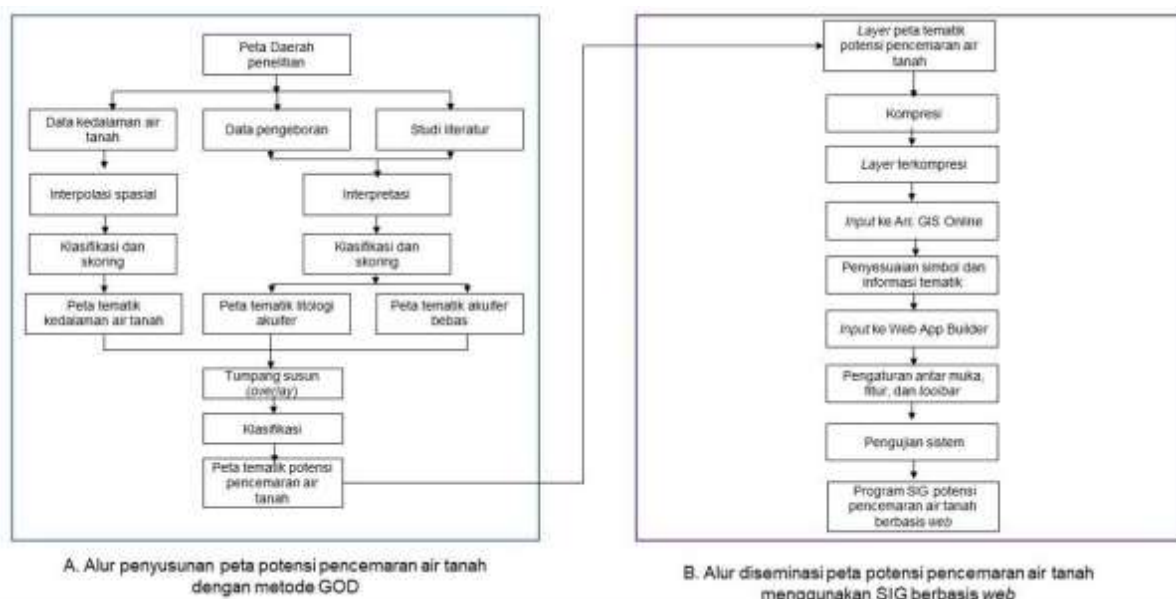 Peta Daerah
penelitian
Data kedalaman air
tanah
Data pengeboran
Studi literatur
Interpolasi spasial
Interpretasi
Klasifikasi dan
skoring
Klasifikasi dan
skoring
Peta tematik
kedalaman air tanah
Peta tematik litologi
akuifer
Peta tematik akuifer
bebas
Tumpang susun
(overlay)
Klasifikasi
Peta tematik potensi
pencemaran air
tanah
A. Alur penyusunan peta potensi pencemaran air tanah
dengan metode GOD
Layer peta tematik
potensi pencemaran air
tanah
Kompresi
Layer terkompresi
Input ke Arc GIS Online
Penyesuaian simbol dan
informasi tematik
Input ke Web App Builder
Pengaturan antar muka,
fitur, dan toolbar
Pengujian sistem
Program SIG potensi
pencemaran air tanah
berbasis web
B. Alur diseminasi peta potensi pencemaran air tanah
menggunakan SIG berbasis web